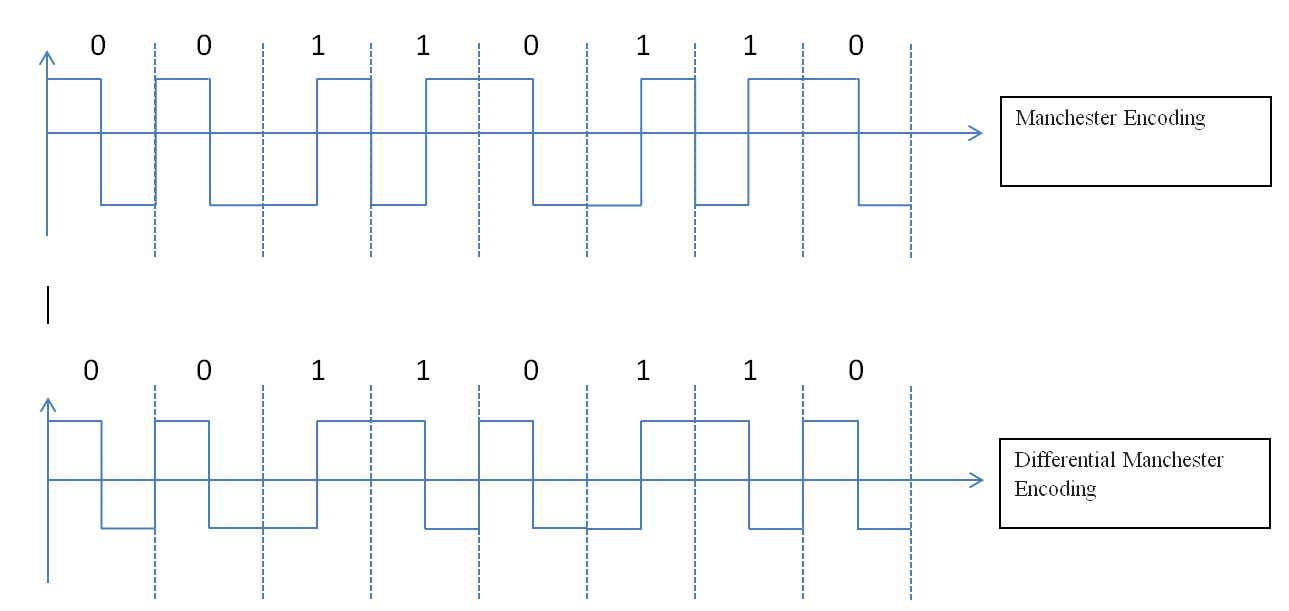 0 0 1 1 0 1 1 0
Manchester Encoding
0 0 1 1 0 1 1 0
Differential Manchester
Encoding